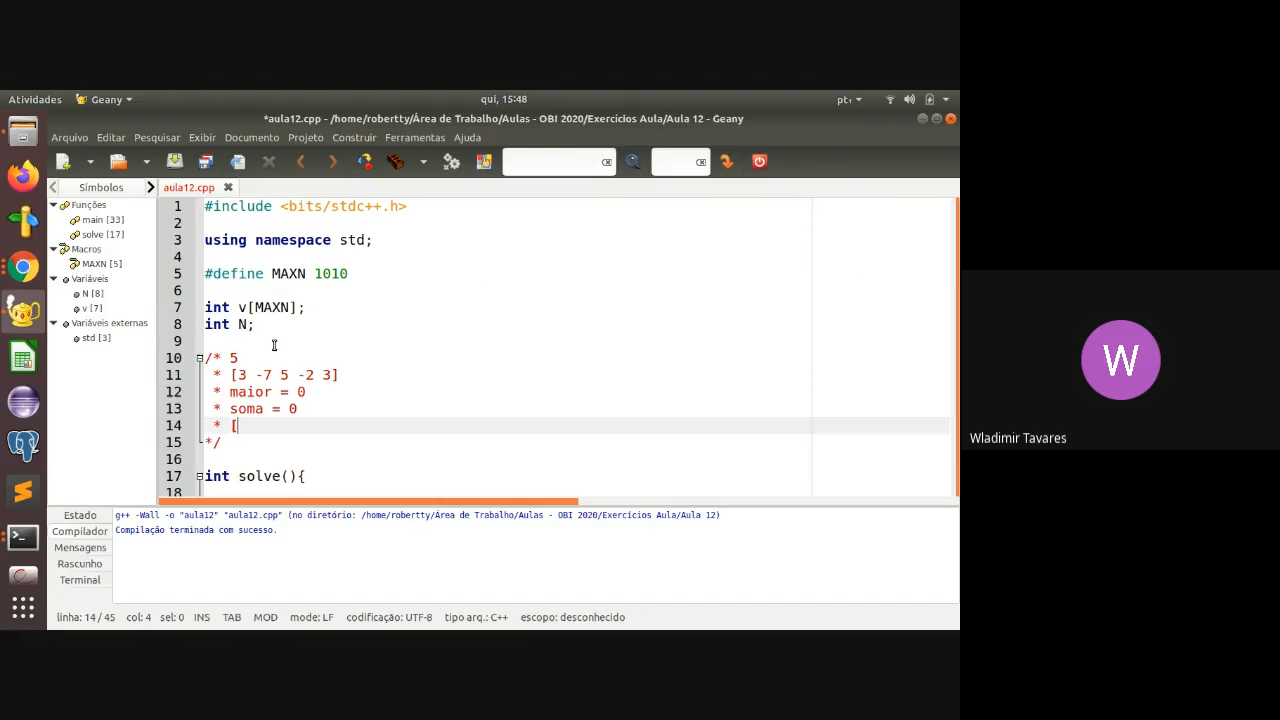 Atividades Geany qui, 15:48 pt₁
*aula12.cpp - /home/robertty/Área de Trabalho/Aulas - OBI 2020/Exercicios Aula/Aula 12 - Geany
Arquivo Editar Pesquisar Exibir Documento Projeto Construir Ferramentas Ajuda
Símbolos
Funções
main [33]
solve [17]
Macros
MAXN [5]
Variáveis
N [8]
v [7]
Variáveis externas
std [3]
aula12.cpp
1 #include <bits/stdc++.h>
2
3 using namespace std;
4
5 #define MAXN 1010
6
7 int v[MAXN];
8 int N;
9
10 /* 5
11 * [3 -7 5 -2 3]
12 * maior = 0
13 * soma = 0
14 * [
15 */
16
17 int solve(){
18
Estado
Compilador
Mensagens
Rascunho
Terminal
g++ -Wall -o "aula12" "aula12.cpp" (no diretório: /home/robertty/Área de Trabalho/Aulas - OBI 2020/Exercícios Aula/Aula 12)
Compilação terminada com sucesso.
linha: 14 / 45 col: 4 sel: 0 INS TAB MOD mode: LF codificação: UTF-8 tipo arq.: C++ escopo: desconhecido
W
Wladimir Tavares